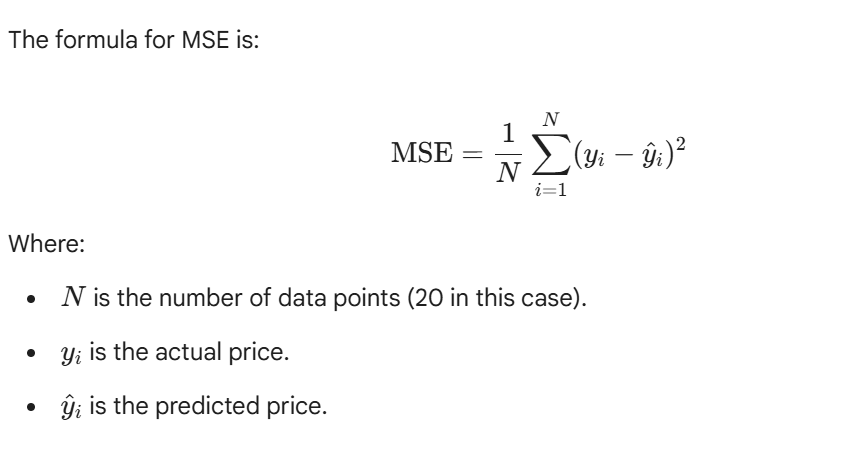 The formula for MSE is:
MSE = \frac{1}{N} \sum_{i=1}^{N} (y_i - \hat{y}_i)^2
Where:
• N is the number of data points (20 in this case).
• y_i is the actual price.
• \hat{y}_i is the predicted price.